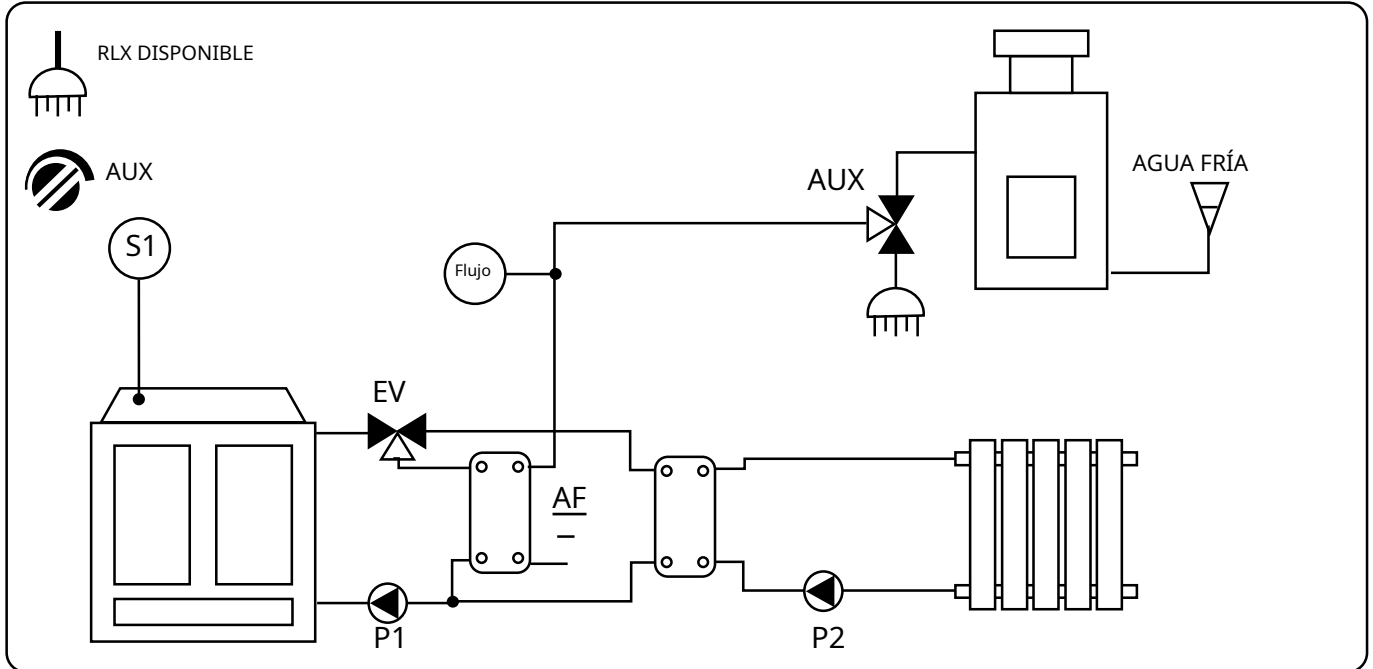 RLX DISPONIBLE
AUX
S1
Flujo
AUX
AGUA FRÍA
EV
AF
P1
P2